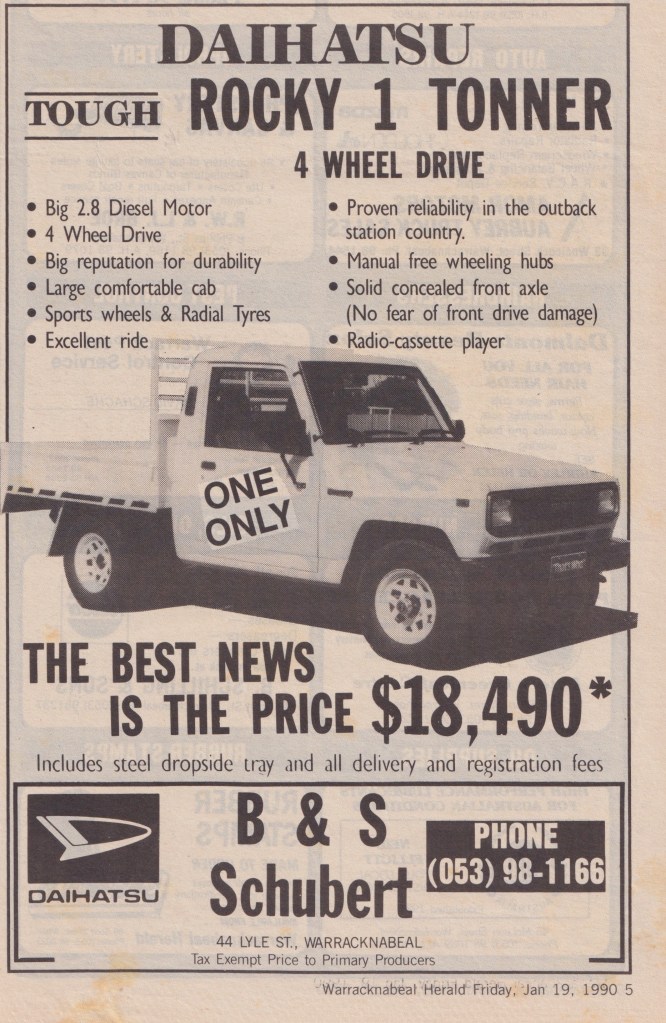 DAIHATSU
TOUGH ROCKY 1 TONNER
4 WHEEL DRIVE
• Big 2.8 Diesel Motor
• 4 Wheel Drive
• Big reputation for durability
• Large comfortable cab
• Sports wheels & Radial Tyres
• Excellent ride
• Proven reliability in the outback
station country.
• Manual free wheeling hubs
• Solid concealed front axle
(No fear of front drive damage)
• Radio-cassette player
ONE
ONLY
THE BEST NEWS
IS THE PRICE $18,490*
Includes steel dropside tray and all delivery and registration fees
DAIHATSU
B & S
Schubert
PHONE
(053) 98-1166
44 LYLE ST., WARRACKNABEAL
Tax Exempt Price to Primary Producers
Warracknabeal Herald Friday, Jan 19, 1990 5